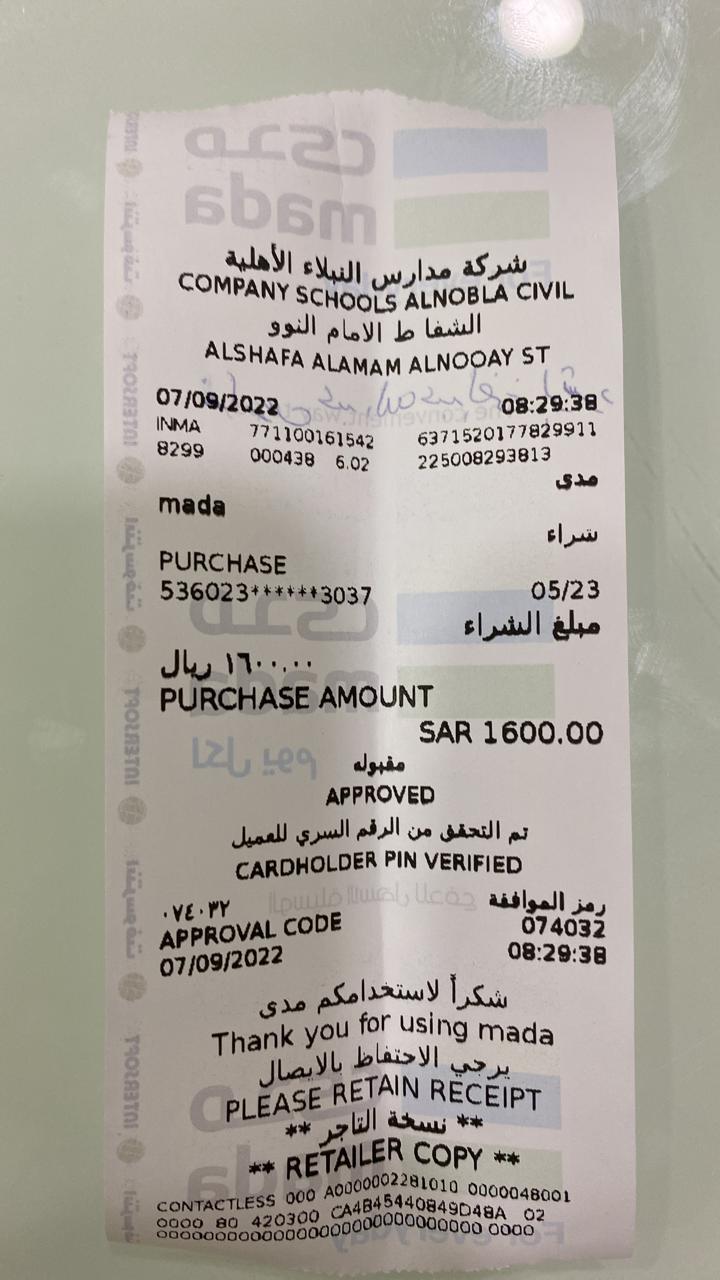 شركة مدارس النبلاء الأهلية
COMPANY SCHOOLS ALNOBLA CIVIL
الشفا ط الامام النوو
ALSHAFA ALAMAM ALNOOAY ST
07/09/2022 08:29:38
INMA 771100161542 6371520177829911
8299 000438 6.02 225008293813
مدى
mada
شراء
PURCHASE
536023******3037 05/23
مبلغ الشراء
١٦٠٠.٠٠ ريال
PURCHASE AMOUNT
SAR 1600.00
مقبوله
APPROVED
تم التحقق من الرقم السري للعميل
CARDHOLDER PIN VERIFIED
رمز الموافقة ٠٧٤٠٣٢
APPROVAL CODE 074032
07/09/2022 08:29:38
شكراً لاستخدامكم مدى
Thank you for using mada
يرجي الاحتفاظ بالايصال
PLEASE RETAIN RECEIPT
** نسخة التاجر **
** RETAILER COPY **
CONTACTLESS 000 A0000002281010 0000048001
0000 80 420300 CA4B45440849D48A 02